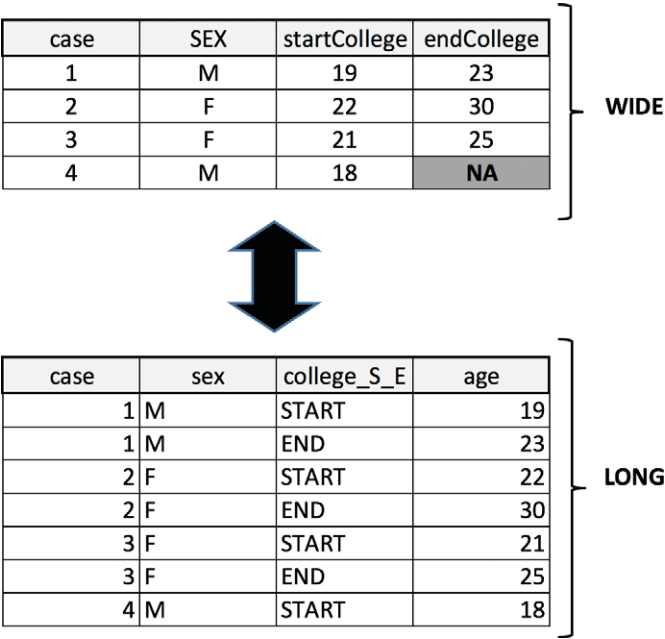 case SEX startCollege endCollege
1 M 19 23
2 F 22 30
3 F 21 25
4 M 18 NA
WIDE
case sex college_S_E age
1 M START 19
1 M END 23
2 F START 22
2 F END 30
3 F START 21
3 F END 25
4 M START 18
LONG